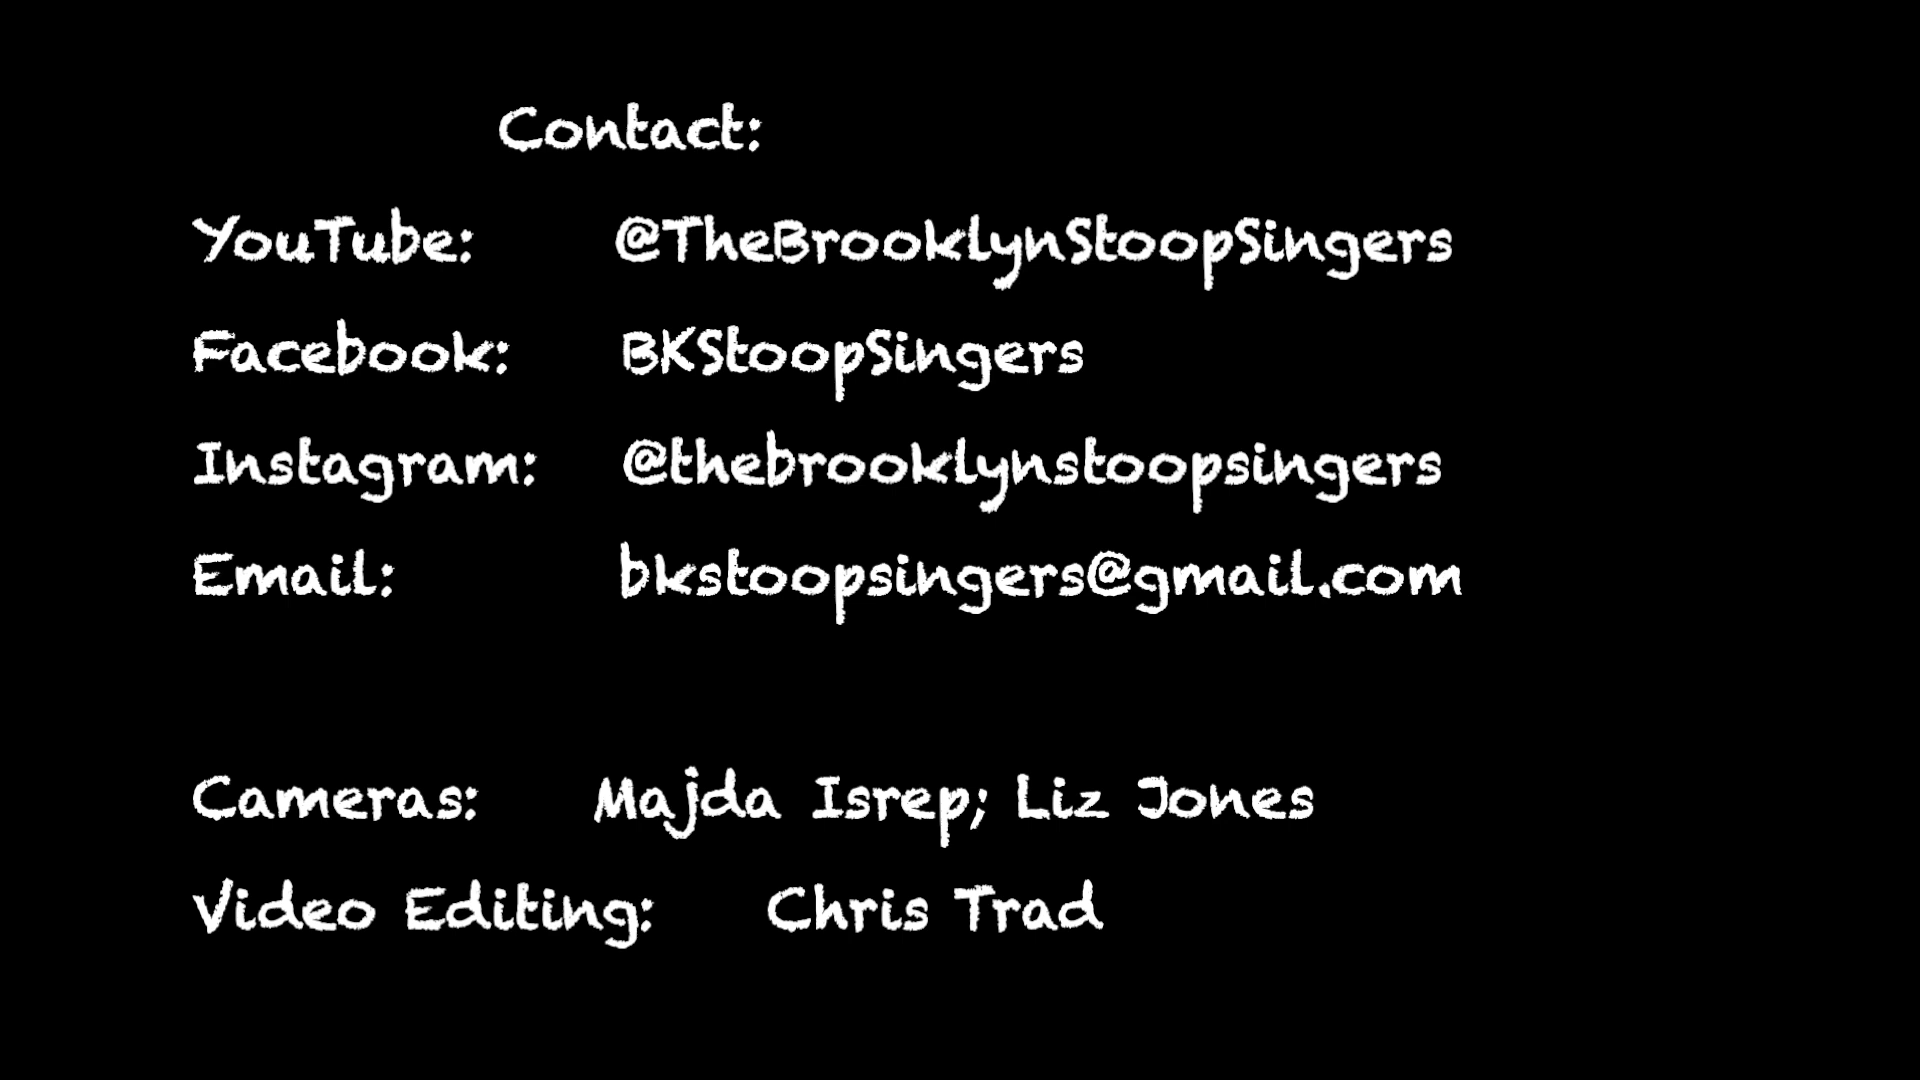 Contact:
YouTube: @TheBrooklynStoopSingers
Facebook: BKStoopSingers
Instagram: @thebrooklynstoopsingers
Email: bkstoopsingers@gmail.com
Cameras: Majda Isrep; Liz Jones
Video Editing: Chris Trad